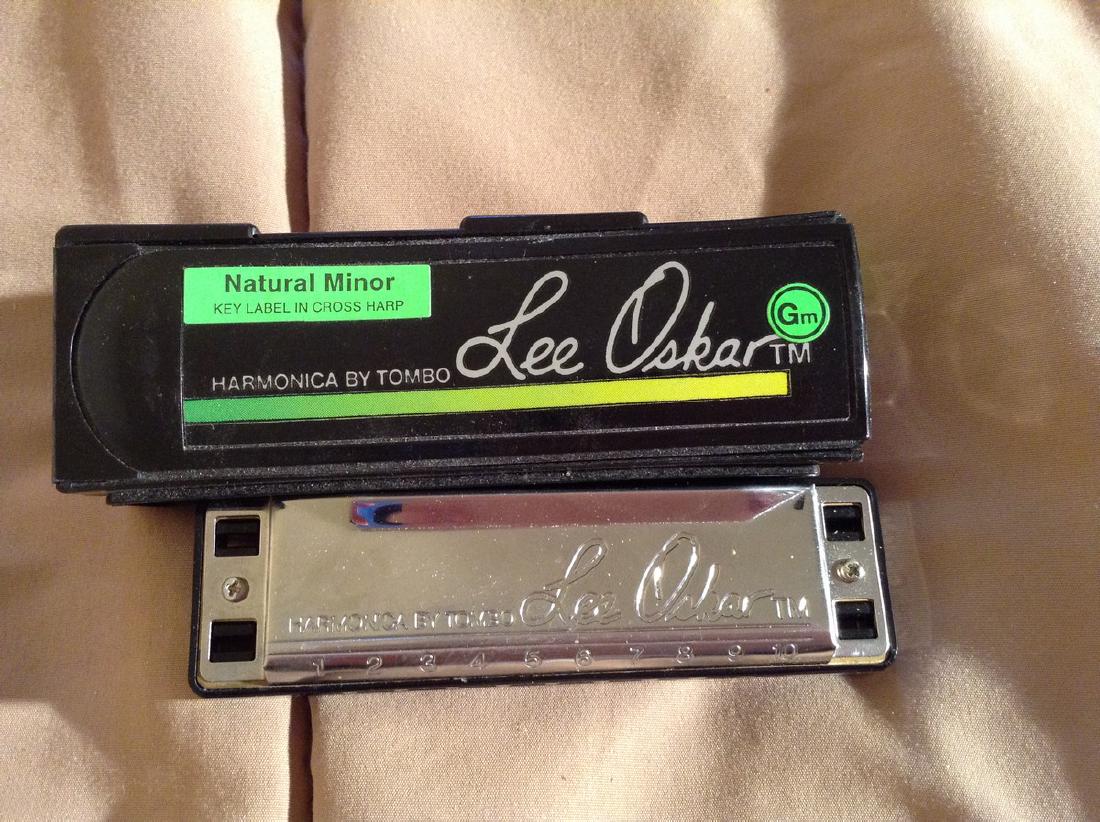 Natural Minor
KEY LABEL IN CROSS HARP
Gm
HARMONICA BY TOMBO Lee Oskar TM
HARMONICA BY TOMBO Lee Oskar TM
1 2 3 4 5 6 7 8 9 10